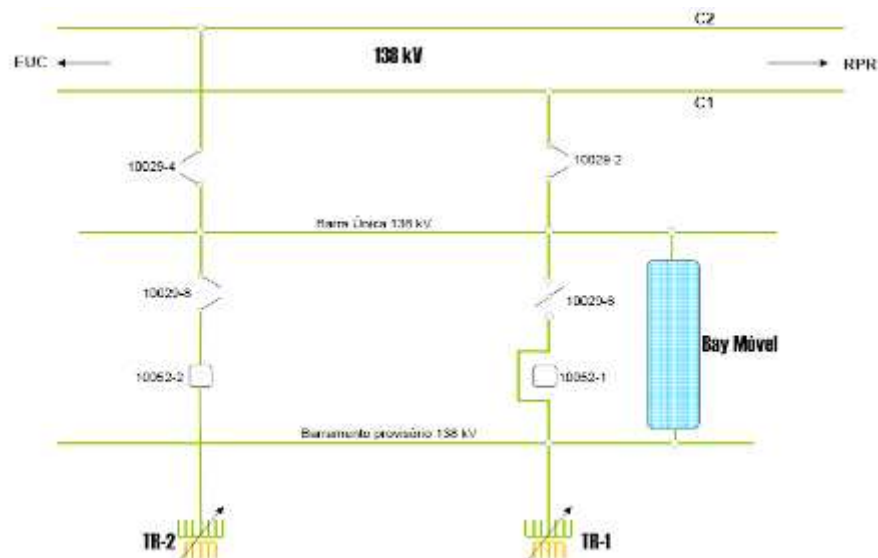 C2
138 kV
EUC
RPR
C1
10029-4
10029-2
Barra Única 138 kV
10029-8
10029-6
Bay Móvel
10052-2
10052-1
Barramento provisório 138 kV
TR-2
TR-1